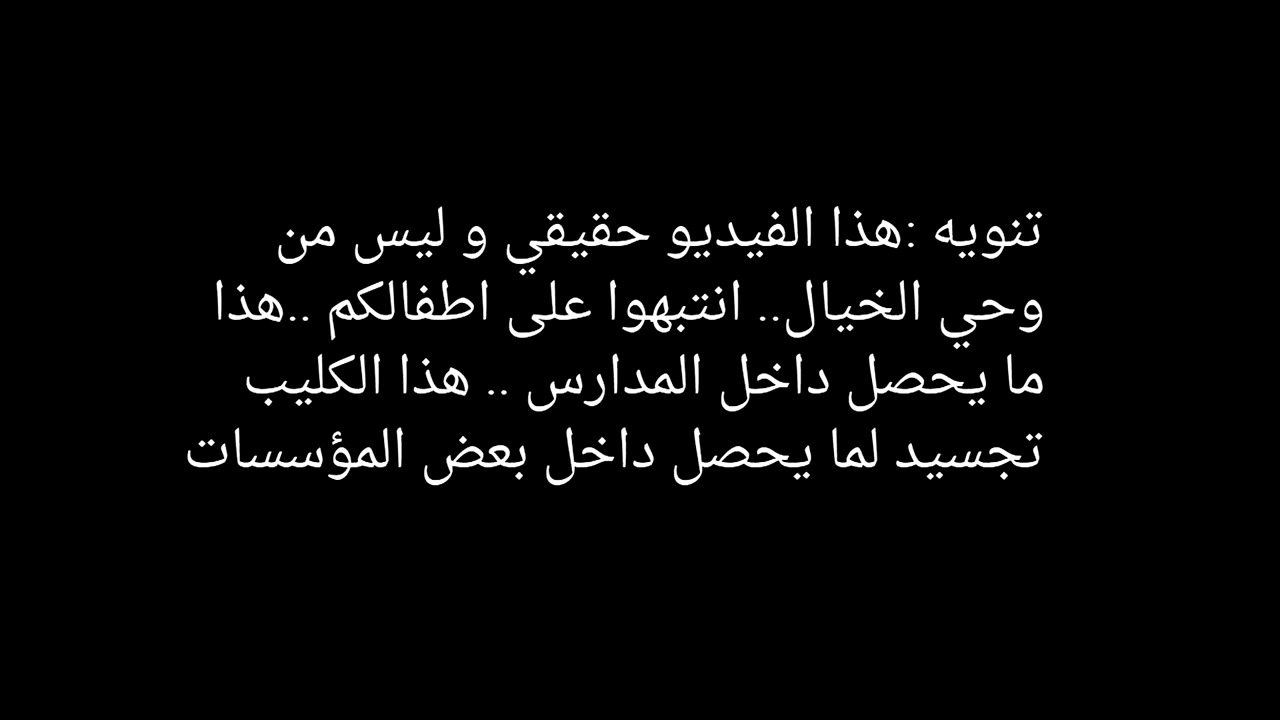 تنويه :هذا الفيديو حقيقي و ليس من
وحي الخيال.. انتبهوا على اطفالكم ..هذا
ما يحصل داخل المدارس .. هذا الكليب
تجسيد لما يحصل داخل بعض المؤسسات